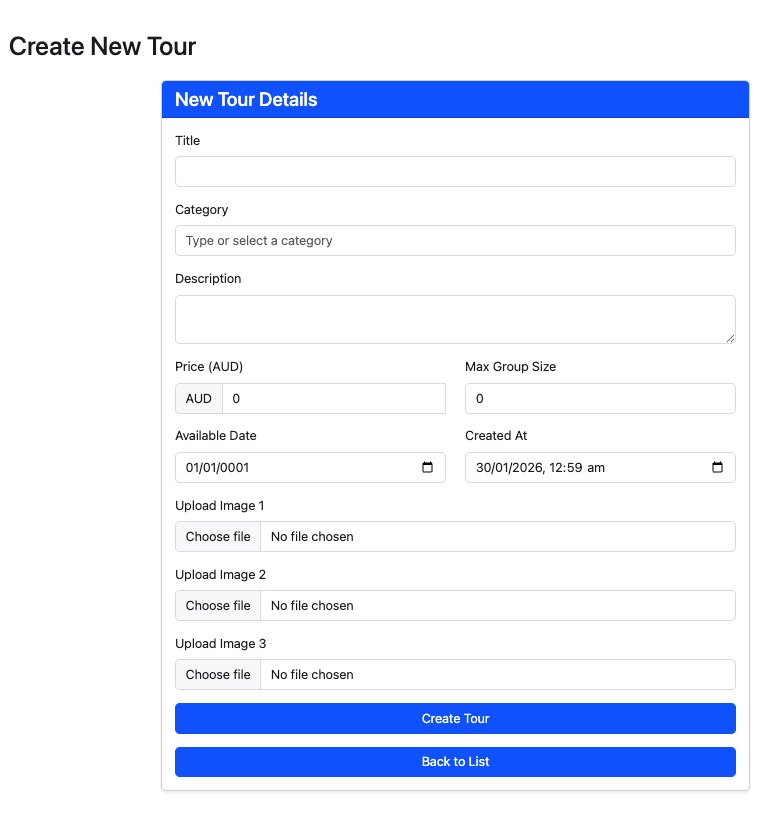 Create New Tour
New Tour Details
Title
Category
Type or select a category
Description
Price (AUD) Max Group Size
AUD 0 0
Available Date Created At
01/01/0001 30/01/2026, 12:59 am
Upload Image 1
Choose file No file chosen
Upload Image 2
Choose file No file chosen
Upload Image 3
Choose file No file chosen
Create Tour
Back to List